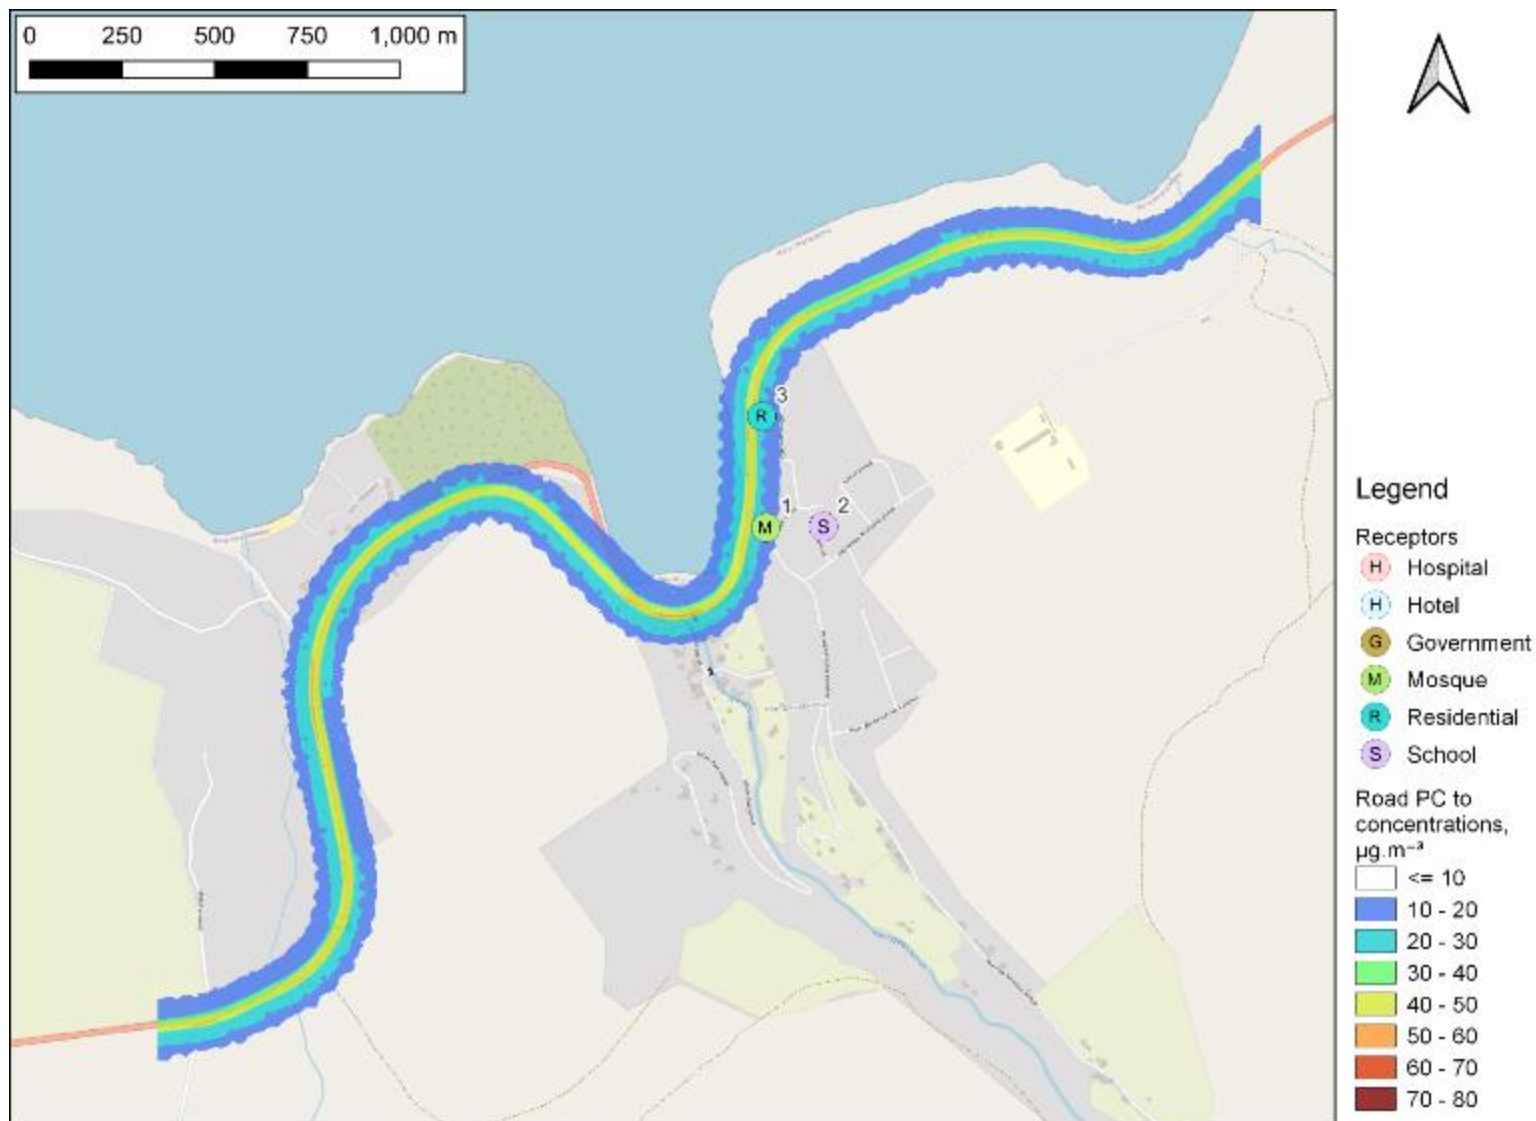 0 250 500 750 1,000 m
3
1
2
R
M
S
Legend
Receptors
H Hospital
H Hotel
G Government
M Mosque
R Residential
S School
Road PC to
concentrations,
µg.m⁻³
<= 10
10 - 20
20 - 30
30 - 40
40 - 50
50 - 60
60 - 70
70 - 80